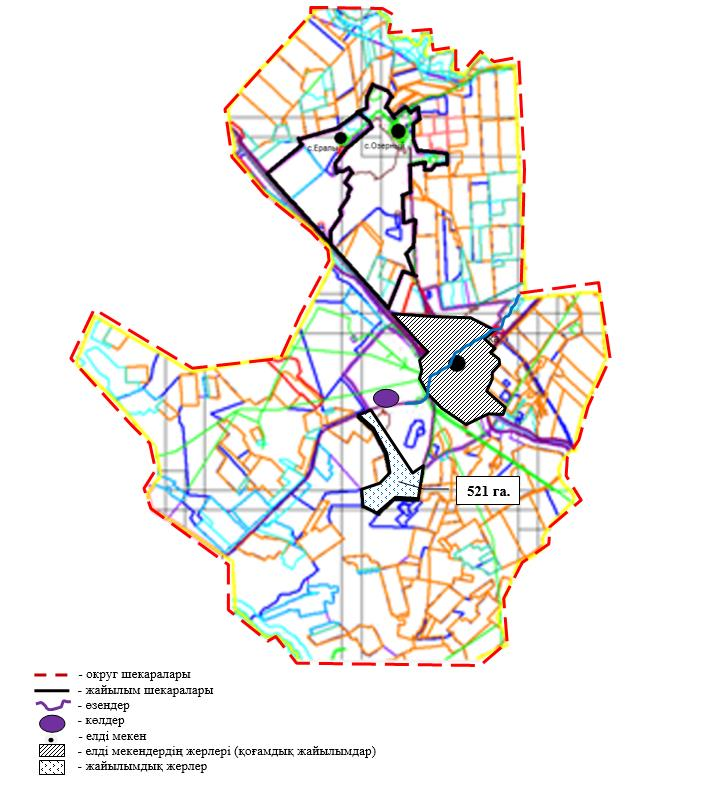 с.Ералы
с.Озерный
521 га.
- округ шекаралары
- жайылым шекаралары
- өзендер
- көлдер
- елді мекен
- елді мекендердің жерлері (қоғамдық жайылымдар)
- жайылымдық жерлер